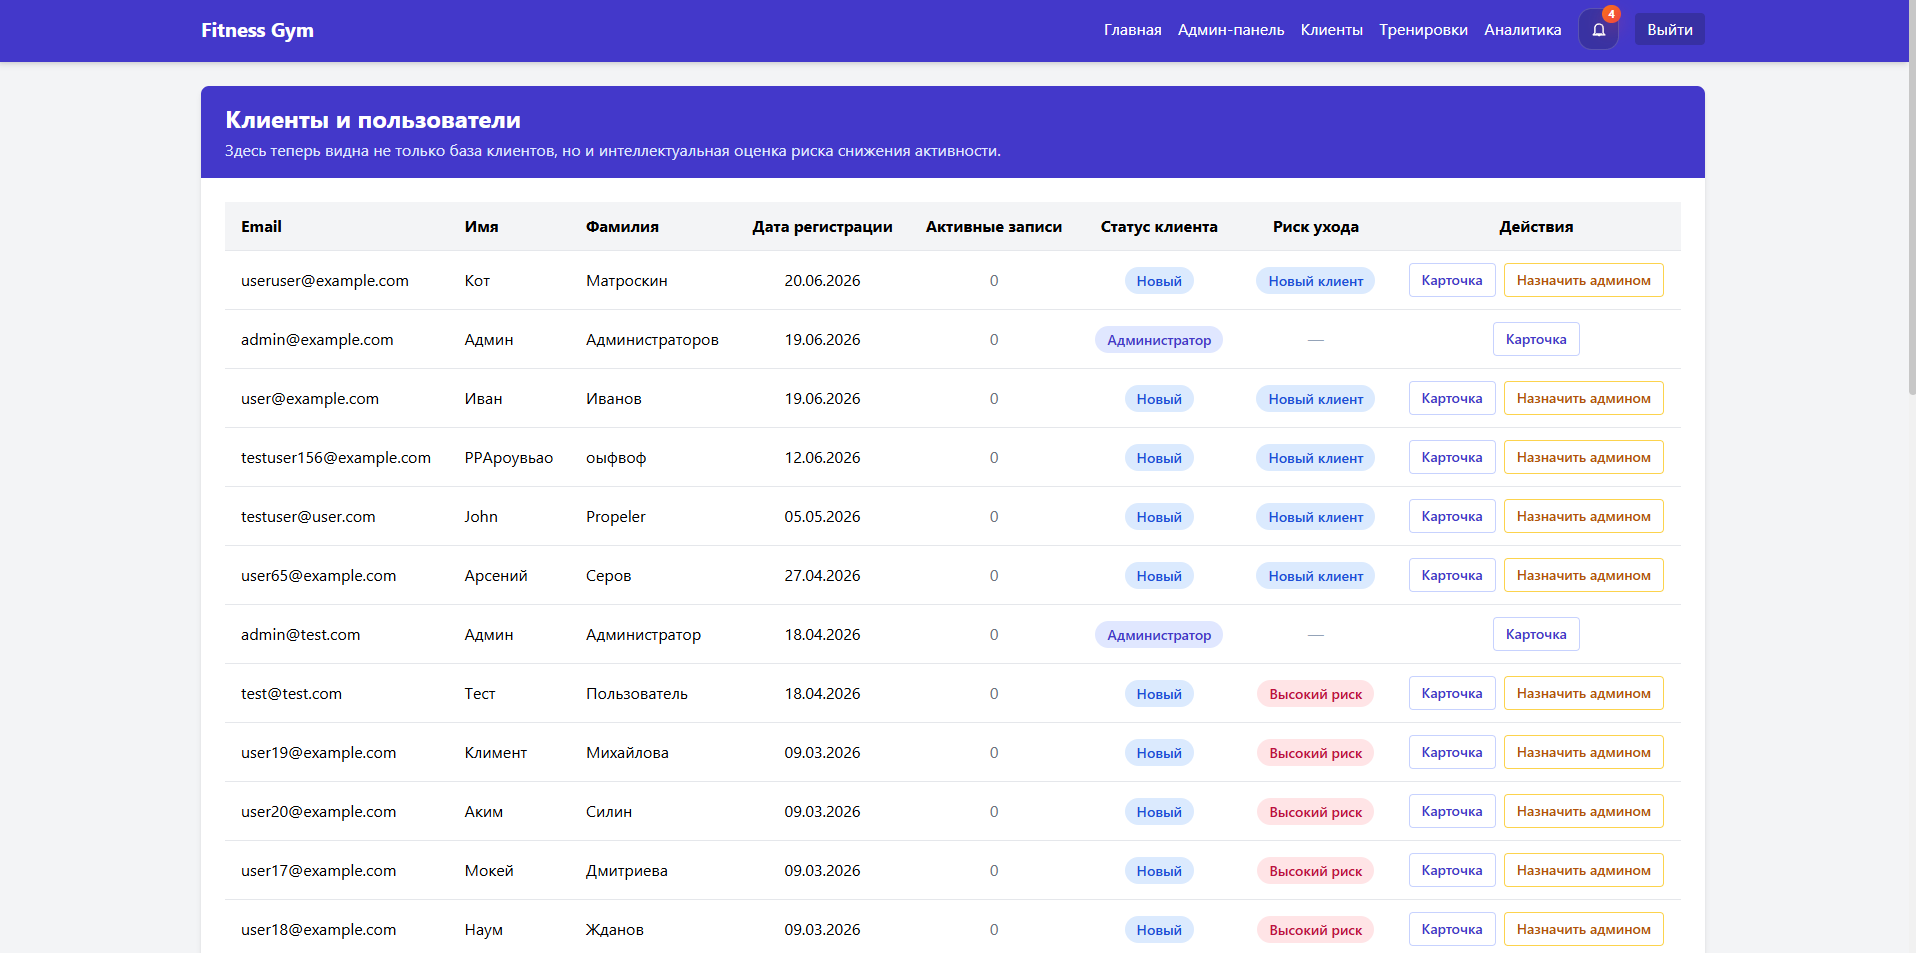 Fitness Gym Главная Админ-панель Клиенты Тренировки Аналитика 4 Выйти
Клиенты и пользователи
Здесь теперь видна не только база клиентов, но и интеллектуальная оценка риска снижения активности.
Email Имя Фамилия Дата регистрации Активные записи Статус клиента Риск ухода Действия
useruser@example.com Кот Матроскин 20.06.2026 0 Новый Новый клиент Карточка Назначить админом
admin@example.com Админ Администраторов 19.06.2026 0 Администратор — Карточка
user@example.com Иван Иванов 19.06.2026 0 Новый Новый клиент Карточка Назначить админом
testuser156@example.com РРАроувьао оыфвоф 12.06.2026 0 Новый Новый клиент Карточка Назначить админом
testuser@user.com John Propeler 05.05.2026 0 Новый Новый клиент Карточка Назначить админом
user65@example.com Арсений Серов 27.04.2026 0 Новый Новый клиент Карточка Назначить админом
admin@test.com Админ Администратор 18.04.2026 0 Администратор — Карточка
test@test.com Тест Пользователь 18.04.2026 0 Новый Высокий риск Карточка Назначить админом
user19@example.com Климент Михайлова 09.03.2026 0 Новый Высокий риск Карточка Назначить админом
user20@example.com Аким Силин 09.03.2026 0 Новый Высокий риск Карточка Назначить админом
user17@example.com Мокей Дмитриева 09.03.2026 0 Новый Высокий риск Карточка Назначить админом
user18@example.com Наум Жданов 09.03.2026 0 Новый Высокий риск Карточка Назначить админом